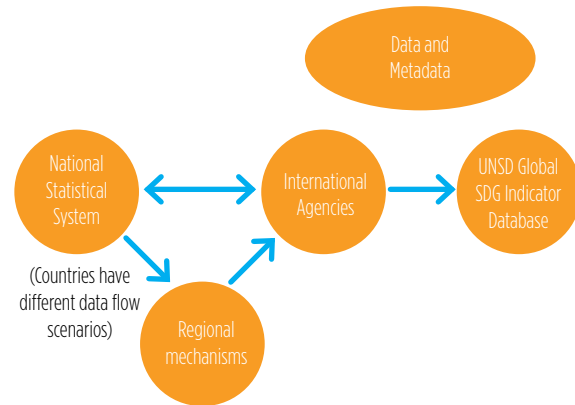 Data and
Metadata
National
Statistical
System
International
Agencies
UNSD Global
SDG Indicator
Database
(Countries have
different data flow
scenarios)
Regional
mechanisms